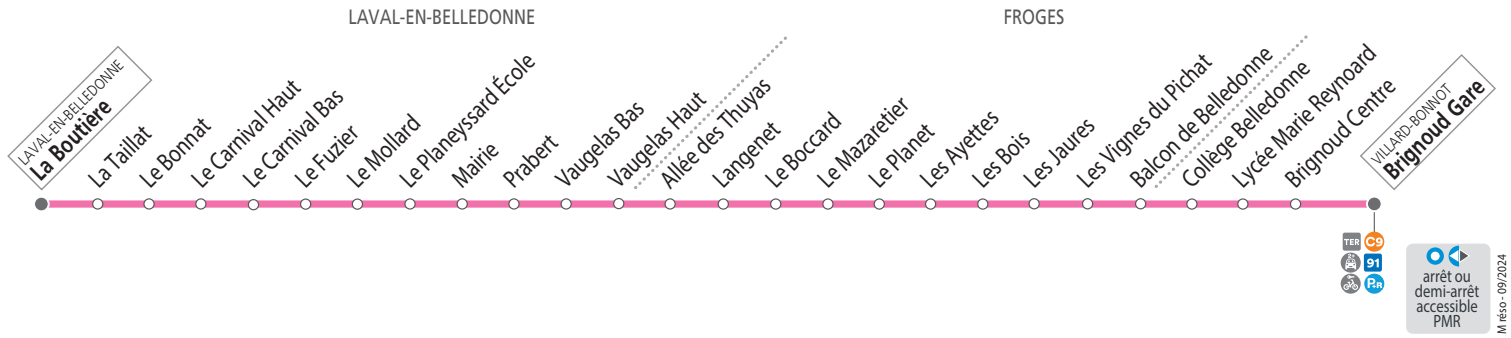 LAVAL-EN-BELLEDONNE
FROGES
LAVAL-EN-BELLEDONNE
La Boutière
La Taillat
Le Bonnat
Le Carnival Haut
Le Carnival Bas
Le Fuzier
Le Mollard
Le Planeyssard École
Mairie
Prabert
Vaugelas Bas
Vaugelas Haut
Allée des Thuyas
Langenet
Le Boccard
Le Mazaretier
Le Planet
Les Ayettes
Les Bois
Les Jaures
Les Vignes du Pichat
Balcon de Belledonne
Collège Belledonne
Lycée Marie Reynoard
Brignoud Centre
VILLARD-BONNOT
Brignoud Gare
TER C9
91
P+R
arrêt ou
demi-arrêt
accessible
PMR
M réso - 09/2024